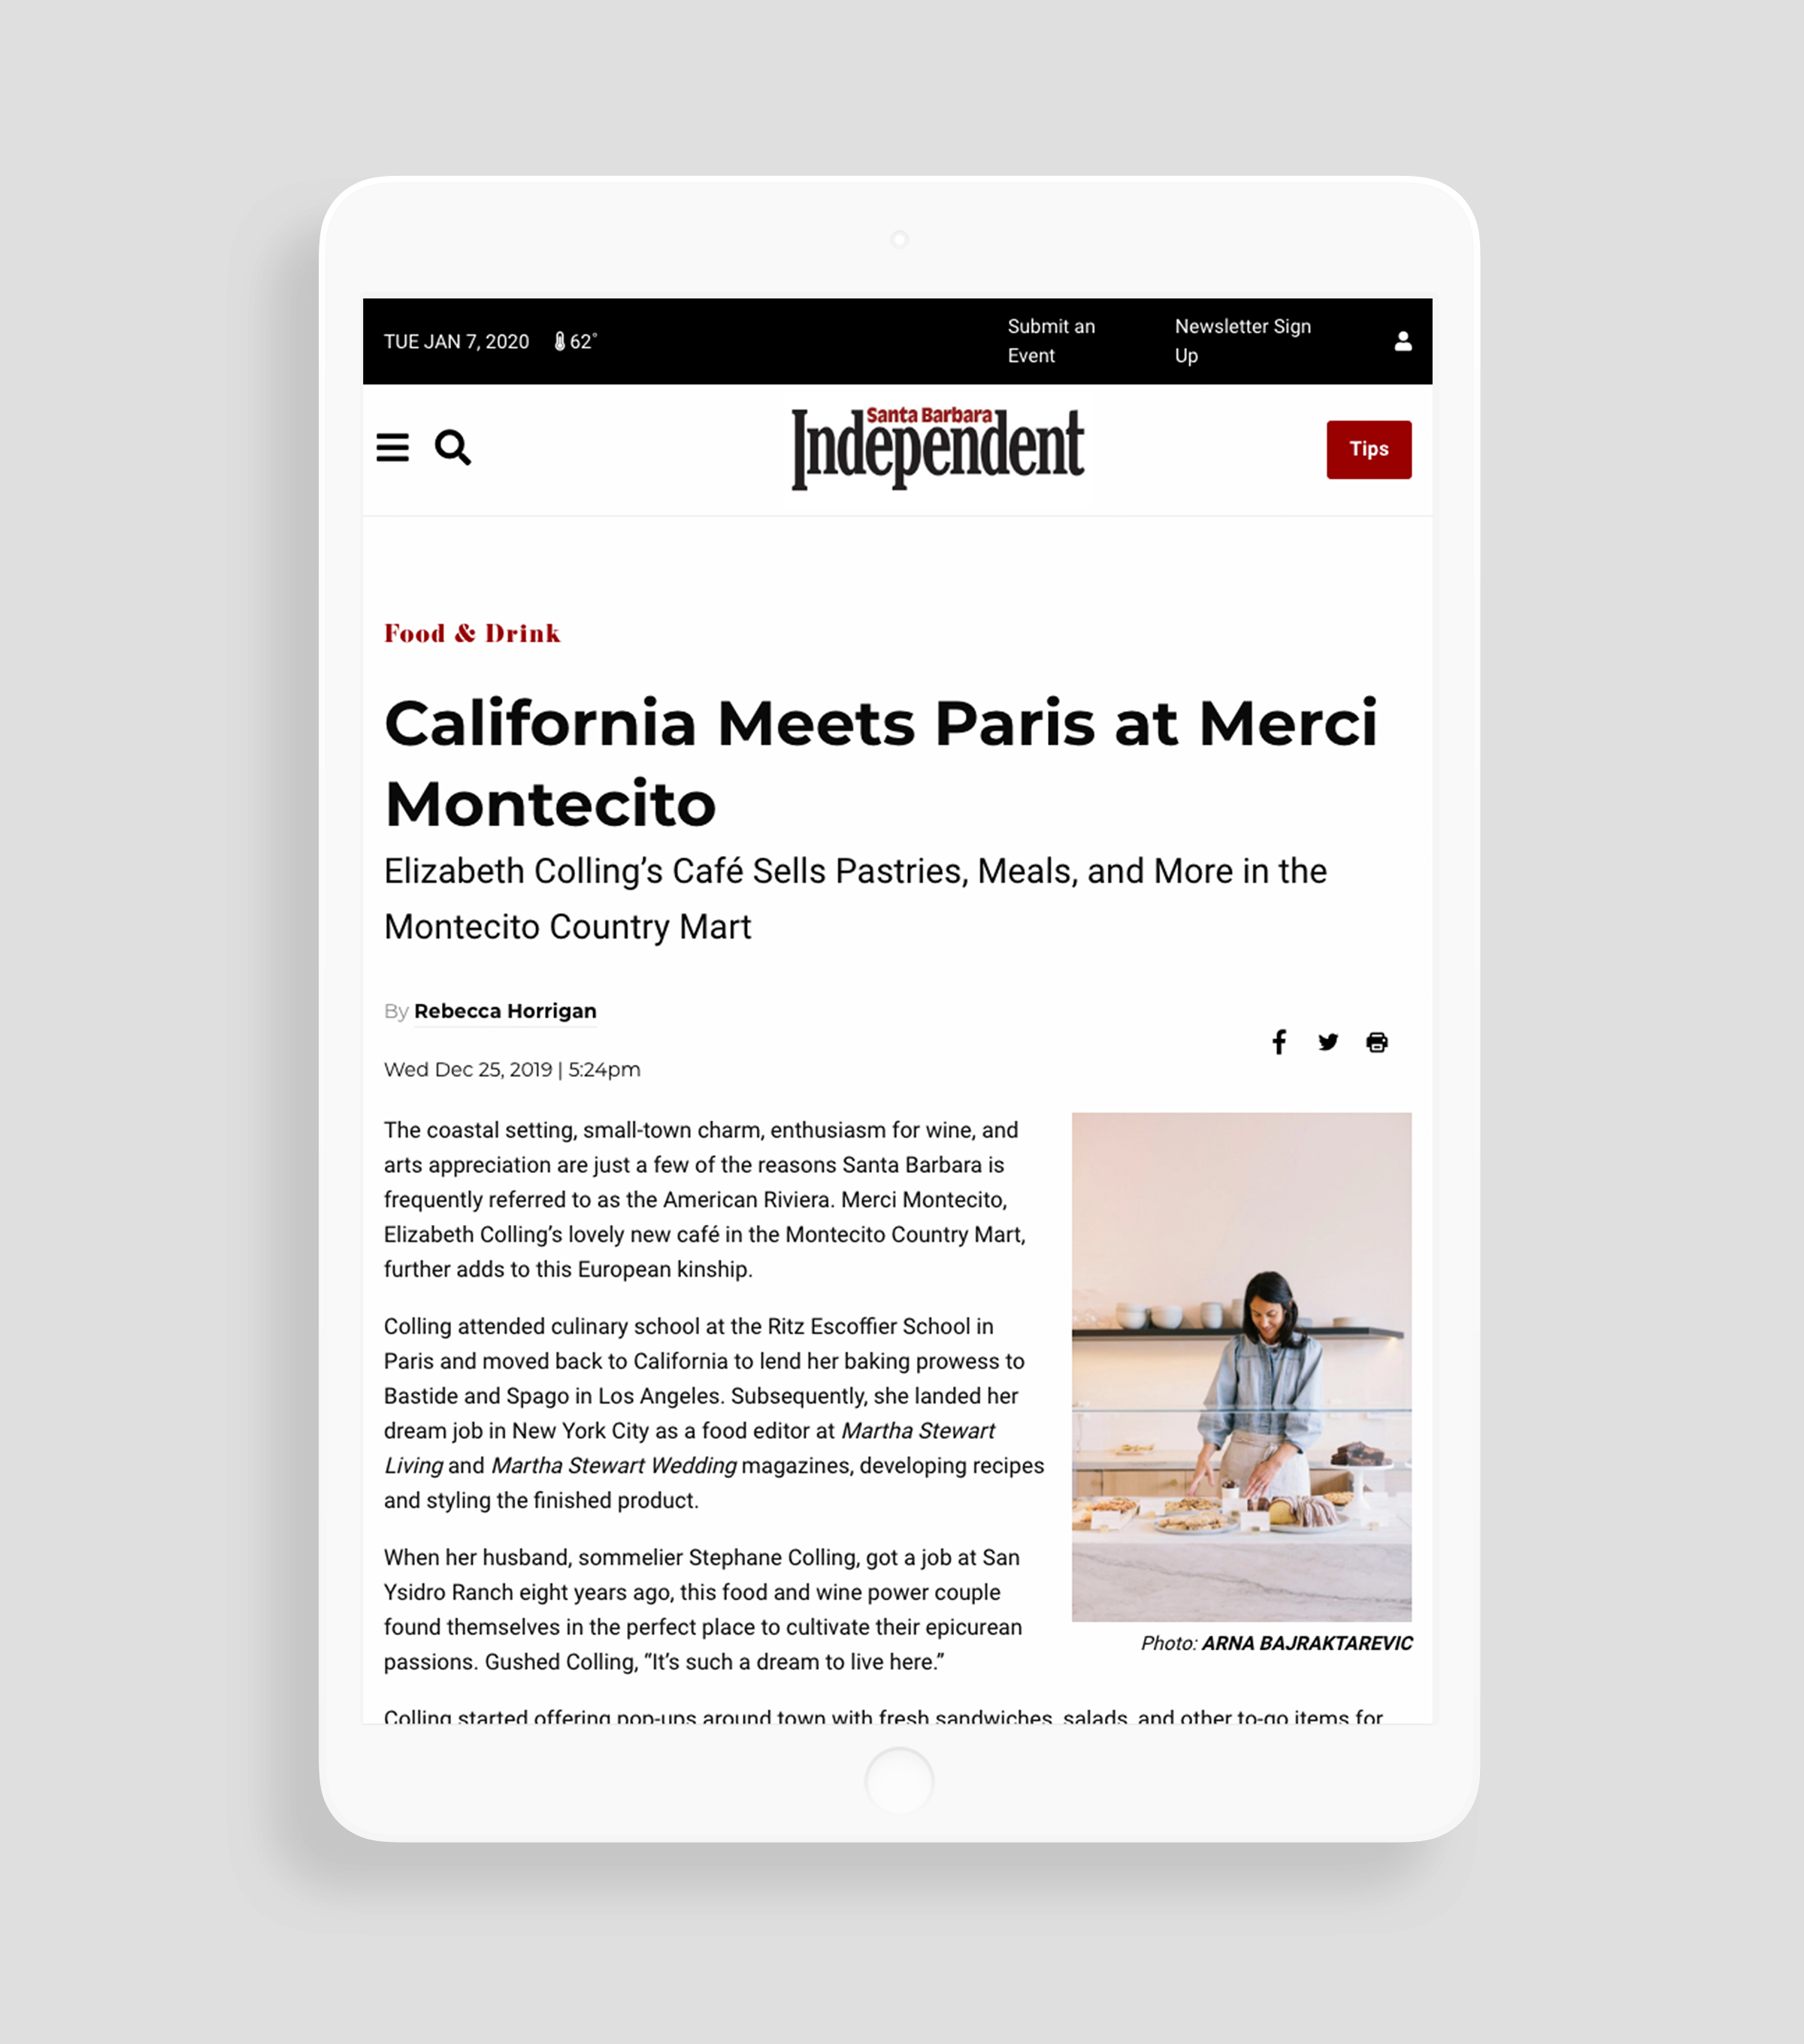 TUE JAN 7, 2020 62°
Submit an
Event
Newsletter Sign
Up
Santa Barbara
Independent
Tips
Food & Drink
California Meets Paris at Merci
Montecito
Elizabeth Colling’s Café Sells Pastries, Meals, and More in the
Montecito Country Mart
By Rebecca Horrigan
Wed Dec 25, 2019 | 5:24pm
The coastal setting, small-town charm, enthusiasm for wine, and
arts appreciation are just a few of the reasons Santa Barbara is
frequently referred to as the American Riviera. Merci Montecito,
Elizabeth Colling’s lovely new café in the Montecito Country Mart,
further adds to this European kinship.
Colling attended culinary school at the Ritz Escoffier School in
Paris and moved back to California to lend her baking prowess to
Bastide and Spago in Los Angeles. Subsequently, she landed her
dream job in New York City as a food editor at Martha Stewart
Living and Martha Stewart Wedding magazines, developing recipes
and styling the finished product.
When her husband, sommelier Stephane Colling, got a job at San
Ysidro Ranch eight years ago, this food and wine power couple
found themselves in the perfect place to cultivate their epicurean
passions. Gushed Colling, “It’s such a dream to live here.”
Photo: ARNA BAJRAKTAREVIC
Colling started offering pop-ups around town with fresh sandwiches, salads, and other to-go items for